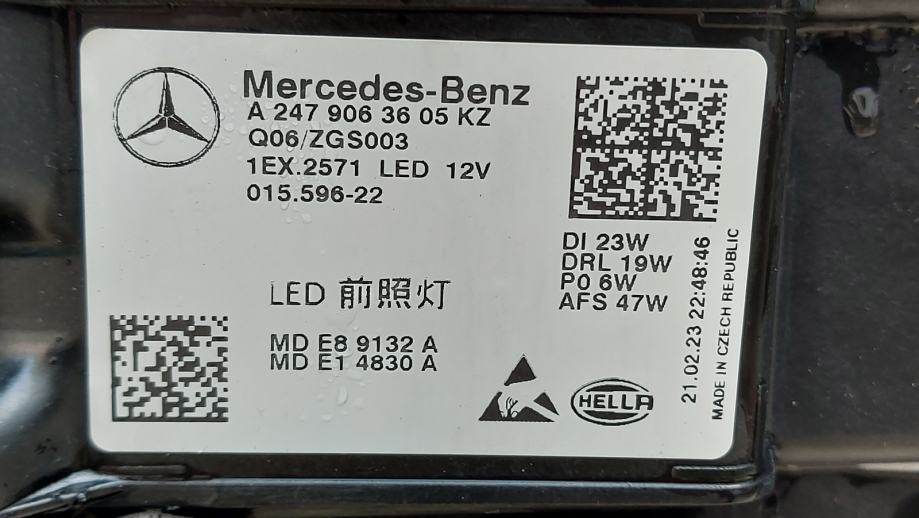 Mercedes-Benz
A 247 906 36 05 KZ
Q06/ZGS003
1EX.2571 LED 12V
015.596-22
DI 23W
DRL 19W
P0 6W
AFS 47W
LED 前照灯
MD E8 9132 A
MD E1 4830 A
HELLA
21.02.23 22:48:46
MADE IN CZECH REPUBLIC